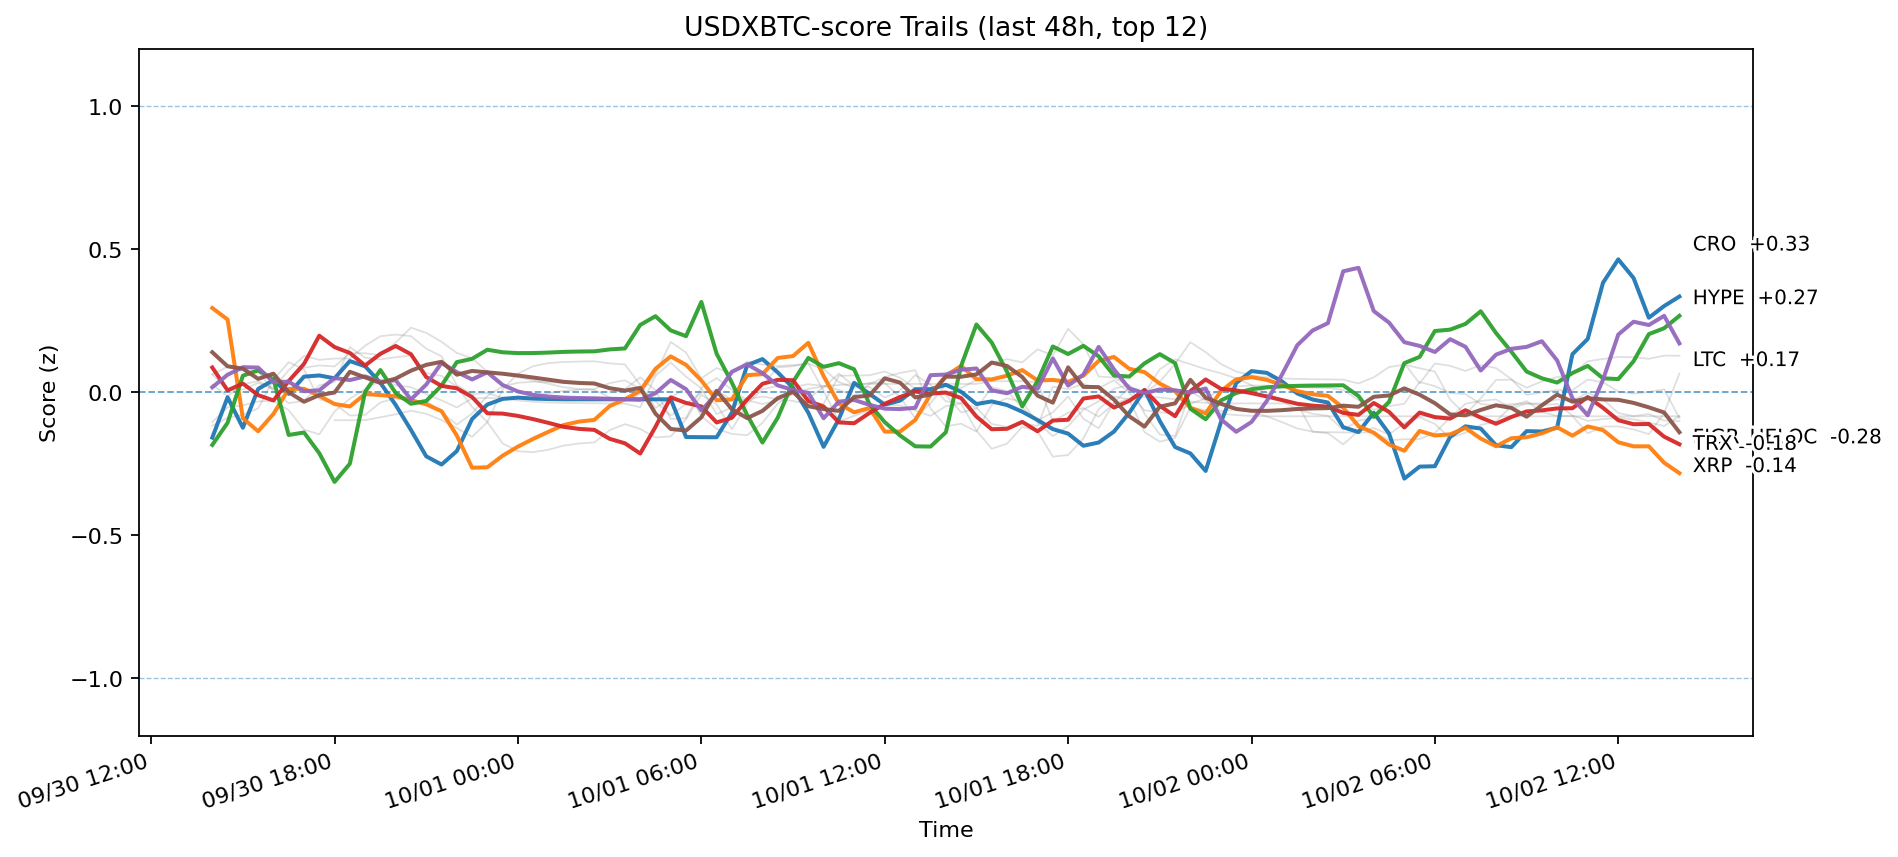 USDXBTC-score Trails (last 48h, top 12)
Score (z)
1.0
0.5
0.0
−0.5
−1.0
CRO +0.33
HYPE +0.27
LTC +0.17
-0.28
TRX -0.18
XRP -0.14
09/30 12:00
09/30 18:00
10/01 00:00
10/01 06:00
10/01 12:00
10/01 18:00
10/02 00:00
10/02 06:00
10/02 12:00
Time